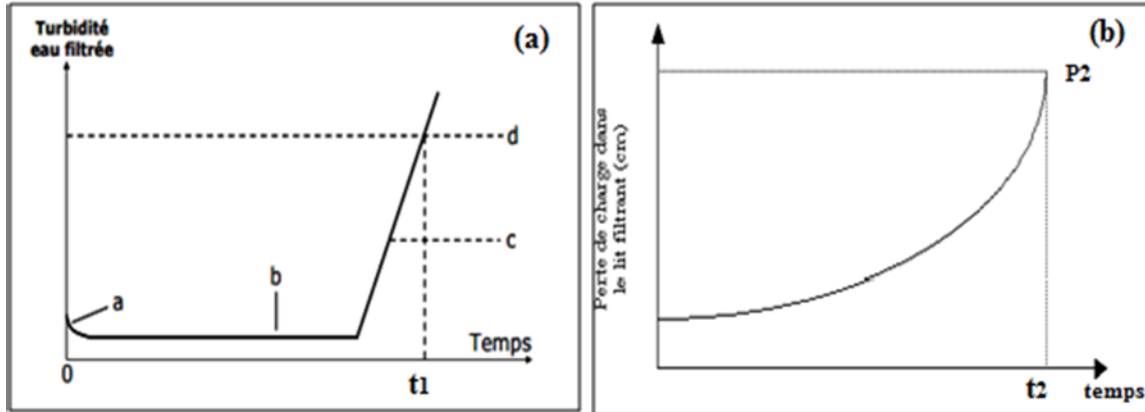 Turbidité
eau filtrée
(a)
d
c
b
a
Temps
0
t1
(b)
P2
Perte de charge dans
le lit filtrant (cm)
t2
temps